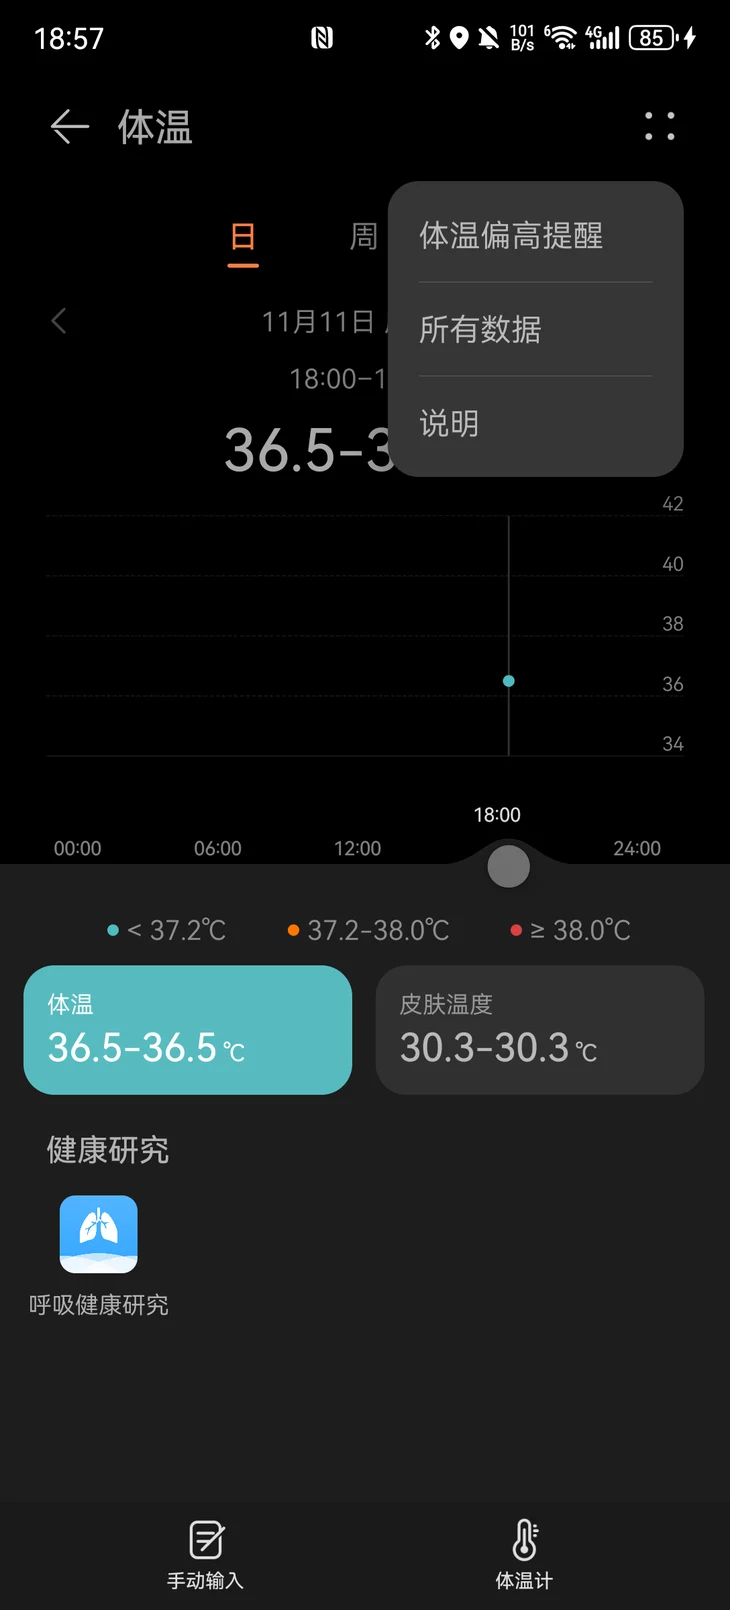 18:57
101 B/s
6
4G
85
体温
日
周
体温偏高提醒
所有数据
说明
11月11日
18:00-1
36.5-3
42
40
38
36
34
18:00
00:00
06:00
12:00
24:00
< 37.2℃
37.2-38.0℃
≥ 38.0℃
体温
36.5-36.5 ℃
皮肤温度
30.3-30.3 ℃
健康研究
呼吸健康研究
手动输入
体温计